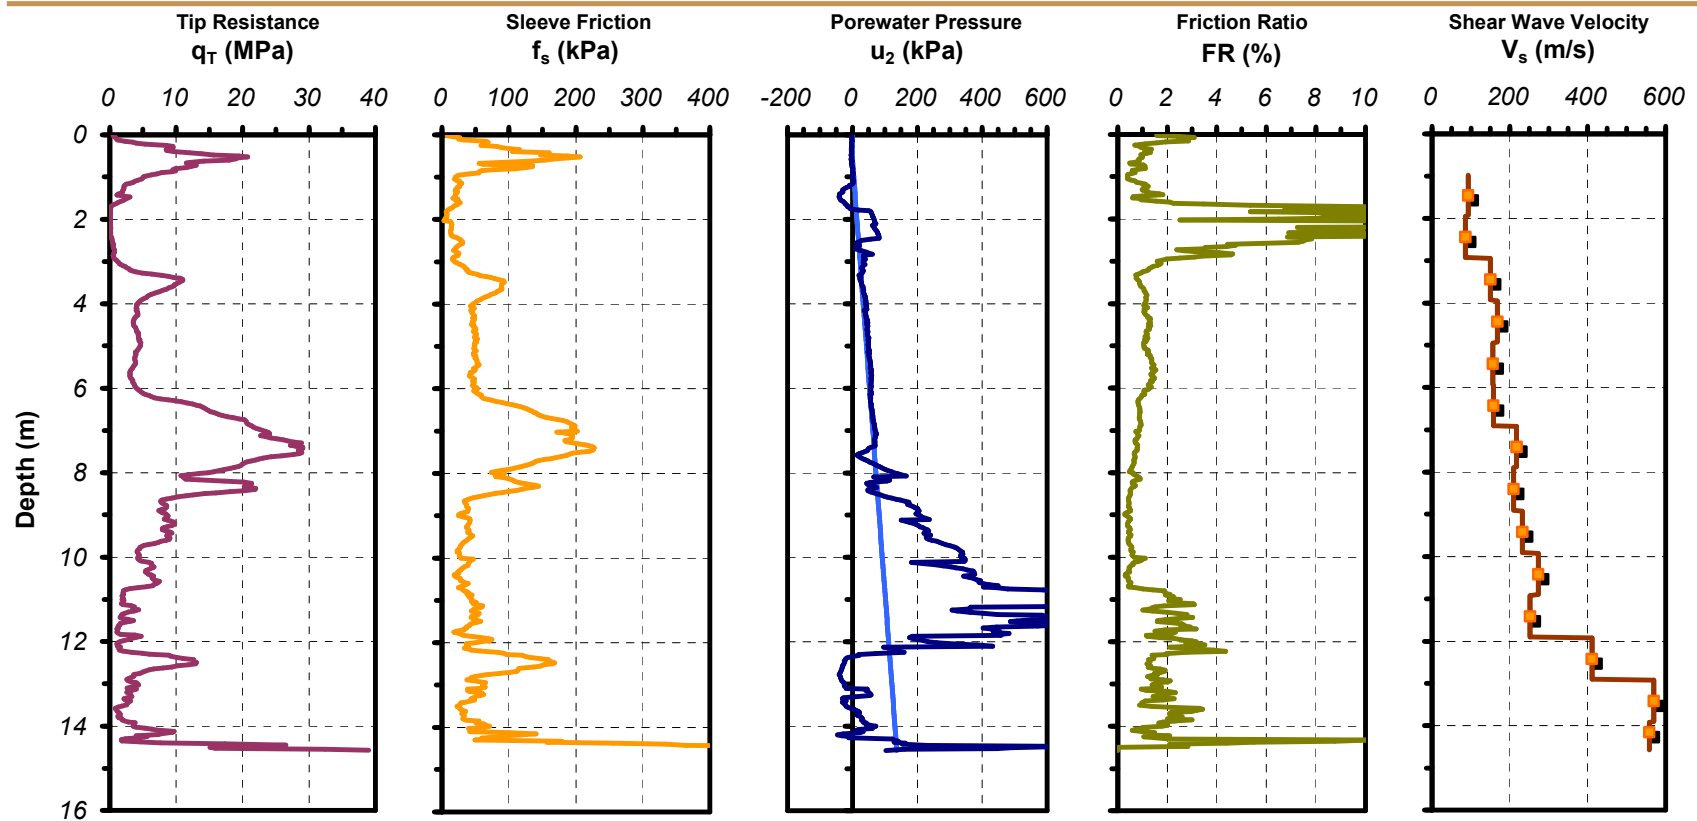 Tip Resistance Sleeve Friction Porewater Pressure Friction Ratio Shear Wave Velocity
qT (MPa) fs (kPa) u2 (kPa) FR (%) Vs (m/s)
0 10 20 30 40 0 100 200 300 400 -200 0 200 400 600 0 2 4 6 8 10 0 200 400 600
0
2
4
6
Depth (m)
8
10
12
14
16